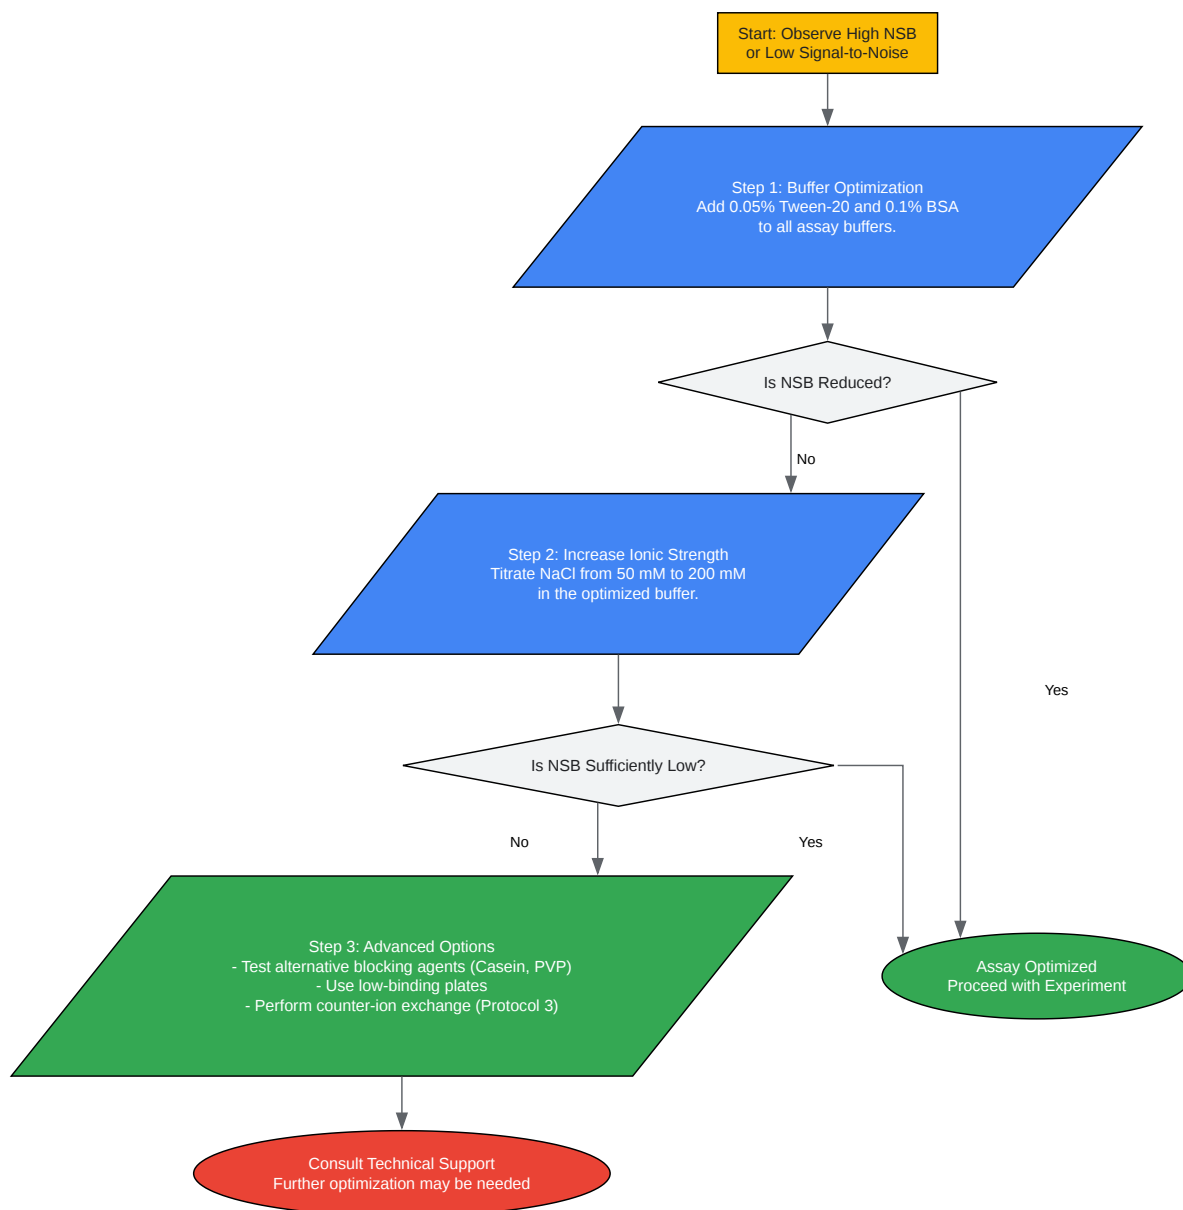 Start: Observe High NSB
or Low Signal-to-Noise
Step 1: Buffer Optimization
Add 0.05% Tween-20 and 0.1% BSA
to all assay buffers.
Is NSB Reduced?
No
Step 2: Increase Ionic Strength
Titrate NaCl from 50 mM to 200 mM
in the optimized buffer.
Yes
Is NSB Sufficiently Low?
No
Yes
Step 3: Advanced Options
- Test alternative blocking agents (Casein, PVP)
- Use low-binding plates
- Perform counter-ion exchange (Protocol 3)
Assay Optimized
Proceed with Experiment
Consult Technical Support
Further optimization may be needed